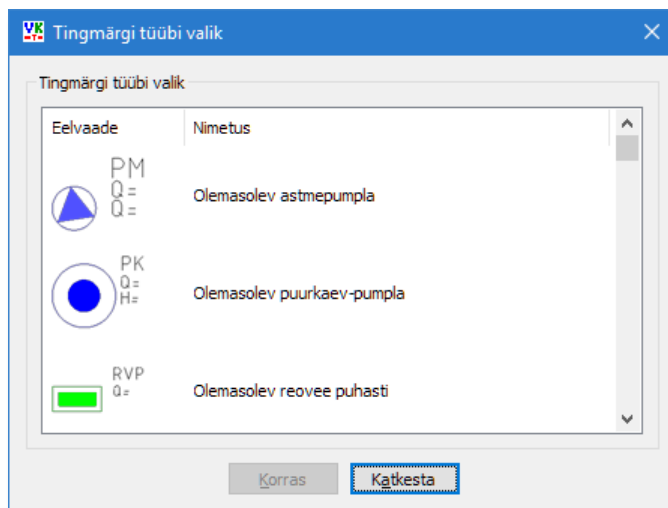 VK
-T-
Tingmärgi tüübi valik
Tingmärgi tüübi valik
Eelvaade Nimetus
PM
Q=
Q=
Olemasolev astmepumpla
PK
Q=
H=
Olemasolev puurkaev-pumpla
RVP
Q=
Olemasolev reovee puhasti
Korras Katkesta